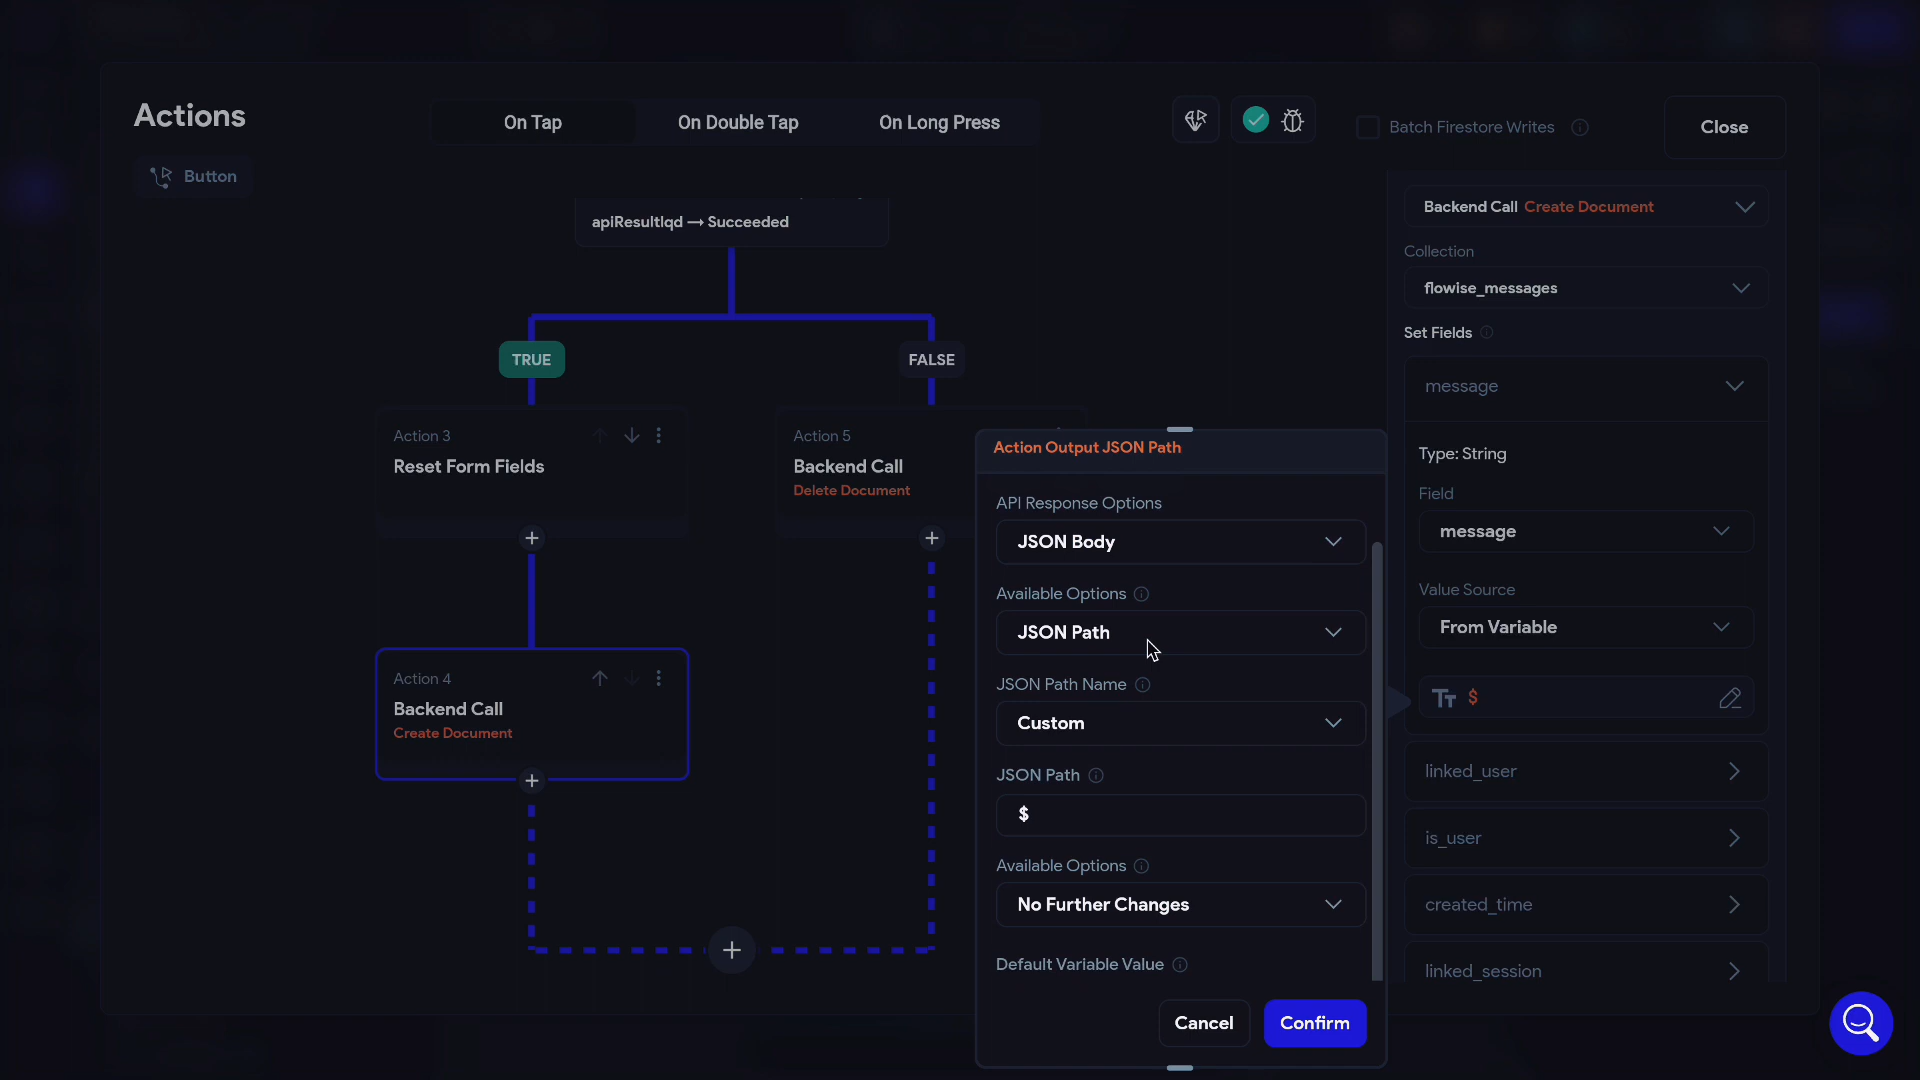 Actions
On Tap
On Double Tap
On Long Press
Batch Firestore Writes
Close
Button
apiResultlqd → Succeeded
TRUE
FALSE
Action 3
Reset Form Fields
Action 5
Backend Call
Delete Document
Action 4
Backend Call
Create Document
Action Output JSON Path
API Response Options
JSON Body
Available Options
JSON Path
JSON Path Name
Custom
JSON Path
$
Available Options
No Further Changes
Default Variable Value
Cancel
Confirm
Backend Call Create Document
Collection
flowise_messages
Set Fields
message
Type: String
Field
message
Value Source
From Variable
Tт $
linked_user
is_user
created_time
linked_session